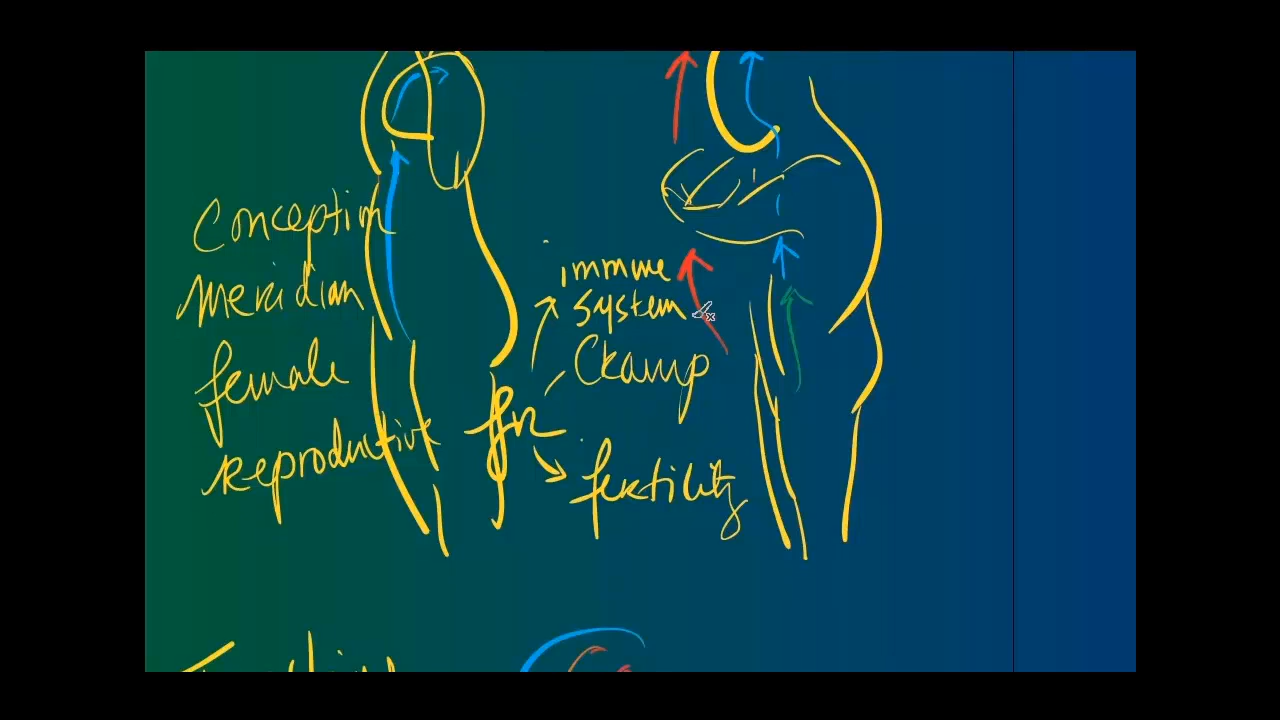 Conception
Meridian
female
Reproductive
fn
immune
system
Cramp
fertility